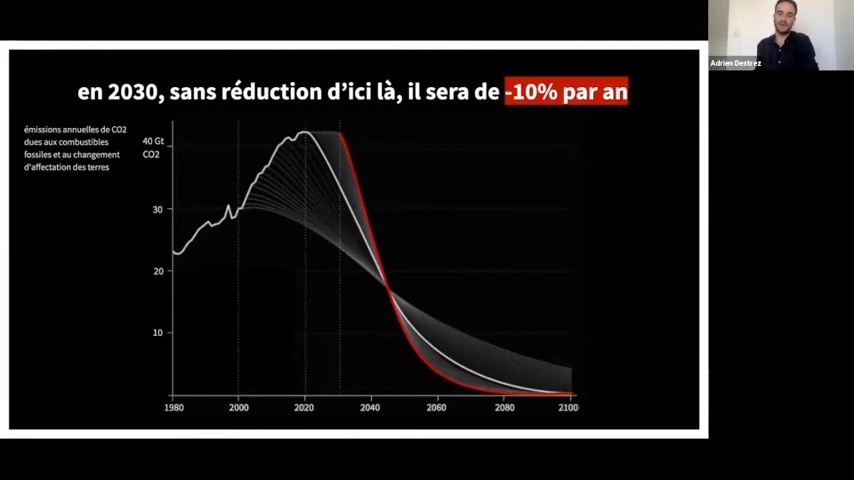 Adrien Destrez
en 2030, sans réduction d'ici là, il sera de -10% par an
émissions annuelles de CO2
dues aux combustibles
fossiles et au changement
d'affectation des terres
40 Gt
CO2
30
20
10
1980
2000
2020
2040
2060
2080
2100